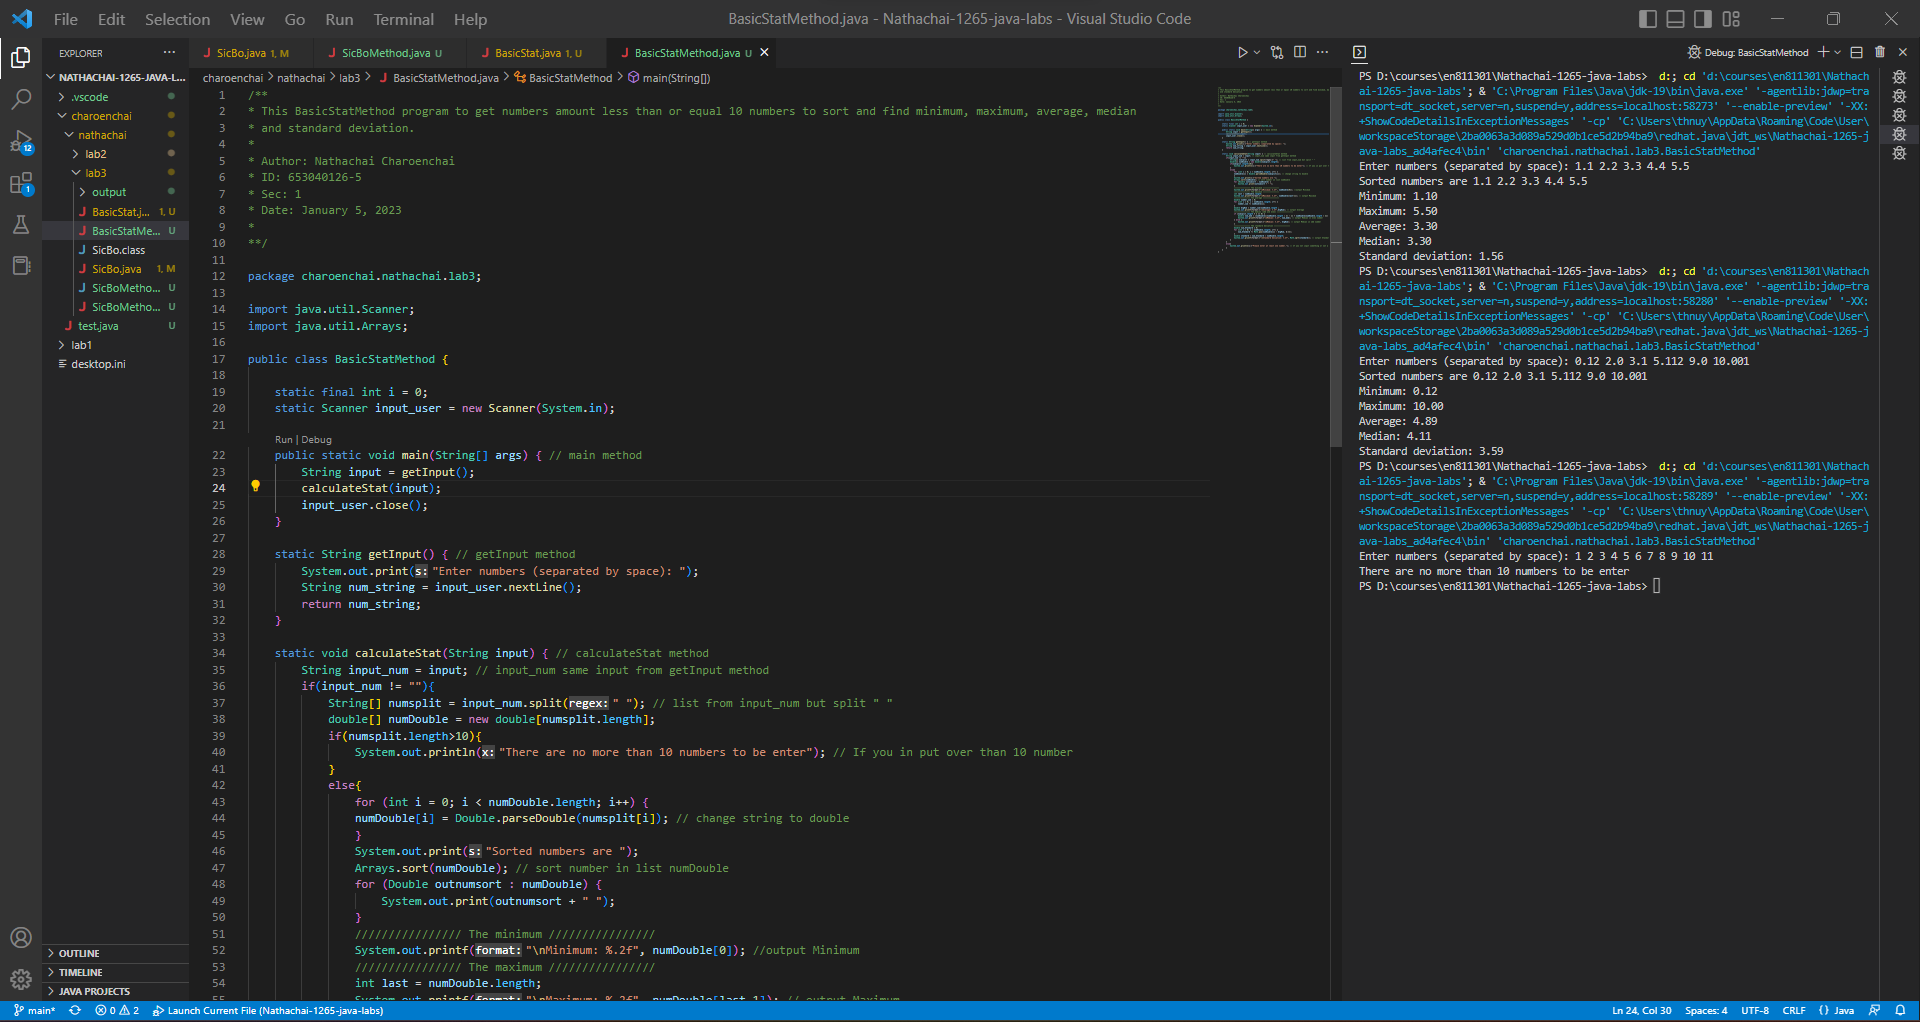 File Edit Selection View Go Run Terminal Help
BasicStatMethod.java - Nathachai-1265-java-labs - Visual Studio Code
EXPLORER
NATHACHAI-1265-JAVA-L...
.vscode
charoenchai
nathachai
lab2
lab3
output
BasicStat.j... 1, U
BasicStatMe... U
SicBo.class
SicBo.java 1, M
SicBoMetho... U
SicBoMetho... U
test.java U
lab1
desktop.ini
OUTLINE
TIMELINE
JAVA PROJECTS
12
1
SicBo.java 1, M
SicBoMethod.java U
BasicStat.java 1, U
BasicStatMethod.java U
charoenchai > nathachai > lab3 > BasicStatMethod.java > BasicStatMethod > main(String[])
1 /**
2 * This BasicStatMethod program to get numbers amount less than or equal 10 numbers to sort and find minimum, maximum, average, median
3 * and standard deviation.
4 *
5 * Author: Nathachai Charoenchai
6 * ID: 653040126-5
7 * Sec: 1
8 * Date: January 5, 2023
9 *
10 **/
11
12 package charoenchai.nathachai.lab3;
13
14 import java.util.Scanner;
15 import java.util.Arrays;
16
17 public class BasicStatMethod {
18
19 static final int i = 0;
20 static Scanner input_user = new Scanner(System.in);
21
Run | Debug
22 public static void main(String[] args) { // main method
23 String input = getInput();
24 calculateStat(input);
25 input_user.close();
26 }
27
28 static String getInput() { // getInput method
29 System.out.print(s: "Enter numbers (separated by space): ");
30 String num_string = input_user.nextLine();
31 return num_string;
32 }
33
34 static void calculateStat(String input) { // calculateStat method
35 String input_num = input; // input_num same input from getInput method
36 if(input_num != ""){
37 String[] numsplit = input_num.split(regex: " "); // list from input_num but split " "
38 double[] numDouble = new double[numsplit.length];
39 if(numsplit.length>10){
40 System.out.println(x: "There are no more than 10 numbers to be enter"); // If you in put over than 10 number
41 }
42 else{
43 for (int i = 0; i < numDouble.length; i++) {
44 numDouble[i] = Double.parseDouble(numsplit[i]); // change string to double
45 }
46 System.out.print(s: "Sorted numbers are ");
47 Arrays.sort(numDouble); // sort number in list numDouble
48 for (Double outnumsort : numDouble) {
49 System.out.print(outnumsort + " ");
50 }
51 //////////////// The minimum ////////////////
52 System.out.printf(format: "\nMinimum: %.2f", numDouble[0]); //output Minimum
53 //////////////// The maximum ////////////////
54 int last = numDouble.length;
55 System.out.printf(format: "\nMaximum: %.2f", numDouble[last-1]); // output Maximum
Debug: BasicStatMethod
PS D:\courses\en811301\Nathachai-1265-java-labs> d:; cd 'd:\courses\en811301\Nathach
ai-1265-java-labs'; & 'C:\Program Files\Java\jdk-19\bin\java.exe' '-agentlib:jdwp=tra
nsport=dt_socket,server=n,suspend=y,address=localhost:58273' '--enable-preview' '-XX:
+ShowCodeDetailsInExceptionMessages' '-cp' 'C:\Users\thnuy\AppData\Roaming\Code\User\
workspaceStorage\2ba0063a3d089a529d0b1ce5d2b94ba9\redhat.java\jdt_ws\Nathachai-1265-j
ava-labs_ad4afec4\bin' 'charoenchai.nathachai.lab3.BasicStatMethod'
Enter numbers (separated by space): 1.1 2.2 3.3 4.4 5.5
Sorted numbers are 1.1 2.2 3.3 4.4 5.5
Minimum: 1.10
Maximum: 5.50
Average: 3.30
Median: 3.30
Standard deviation: 1.56
PS D:\courses\en811301\Nathachai-1265-java-labs> d:; cd 'd:\courses\en811301\Nathach
ai-1265-java-labs'; & 'C:\Program Files\Java\jdk-19\bin\java.exe' '-agentlib:jdwp=tra
nsport=dt_socket,server=n,suspend=y,address=localhost:58280' '--enable-preview' '-XX:
+ShowCodeDetailsInExceptionMessages' '-cp' 'C:\Users\thnuy\AppData\Roaming\Code\User\
workspaceStorage\2ba0063a3d089a529d0b1ce5d2b94ba9\redhat.java\jdt_ws\Nathachai-1265-j
ava-labs_ad4afec4\bin' 'charoenchai.nathachai.lab3.BasicStatMethod'
Enter numbers (separated by space): 0.12 2.0 3.1 5.112 9.0 10.001
Sorted numbers are 0.12 2.0 3.1 5.112 9.0 10.001
Minimum: 0.12
Maximum: 10.00
Average: 4.89
Median: 4.11
Standard deviation: 3.59
PS D:\courses\en811301\Nathachai-1265-java-labs> d:; cd 'd:\courses\en811301\Nathach
ai-1265-java-labs'; & 'C:\Program Files\Java\jdk-19\bin\java.exe' '-agentlib:jdwp=tra
nsport=dt_socket,server=n,suspend=y,address=localhost:58289' '--enable-preview' '-XX:
+ShowCodeDetailsInExceptionMessages' '-cp' 'C:\Users\thnuy\AppData\Roaming\Code\User\
workspaceStorage\2ba0063a3d089a529d0b1ce5d2b94ba9\redhat.java\jdt_ws\Nathachai-1265-j
ava-labs_ad4afec4\bin' 'charoenchai.nathachai.lab3.BasicStatMethod'
Enter numbers (separated by space): 1 2 3 4 5 6 7 8 9 10 11
There are no more than 10 numbers to be enter
PS D:\courses\en811301\Nathachai-1265-java-labs>
main* 0 2 Launch Current File (Nathachai-1265-java-labs)
Ln 24, Col 30 Spaces: 4 UTF-8 CRLF {} Java